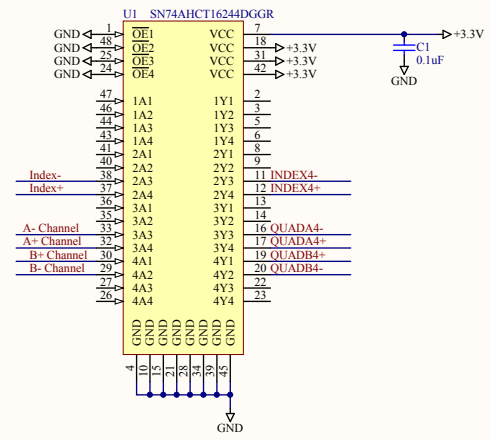 U1 SN74AHCT16244DGGR
GND 1 OE1 VCC 7 +3.3V
GND 48 OE2 VCC 18 +3.3V
GND 25 OE3 VCC 31 +3.3V
GND 24 OE4 VCC 42 +3.3V
C1
0.1uF
GND
47 1A1 1Y1 2
46 1A2 1Y2 3
44 1A3 1Y3 5
43 1A4 1Y4 6
41 2A1 2Y1 8
40 2A2 2Y2 9
Index- 38 2A3 2Y3 11 INDEX4-
Index+ 37 2A4 2Y4 12 INDEX4+
36 3A1 3Y1 13
35 3A2 3Y2 14
A- Channel 33 3A3 3Y3 16 QUADA4-
A+ Channel 32 3A4 3Y4 17 QUADA4+
B+ Channel 30 4A1 4Y1 19 QUADB4+
B- Channel 29 4A2 4Y2 20 QUADB4-
27 4A3 4Y3 22
26 4A4 4Y4 23
GND GND GND GND GND GND GND GND
4 10 15 21 28 34 39 45
GND